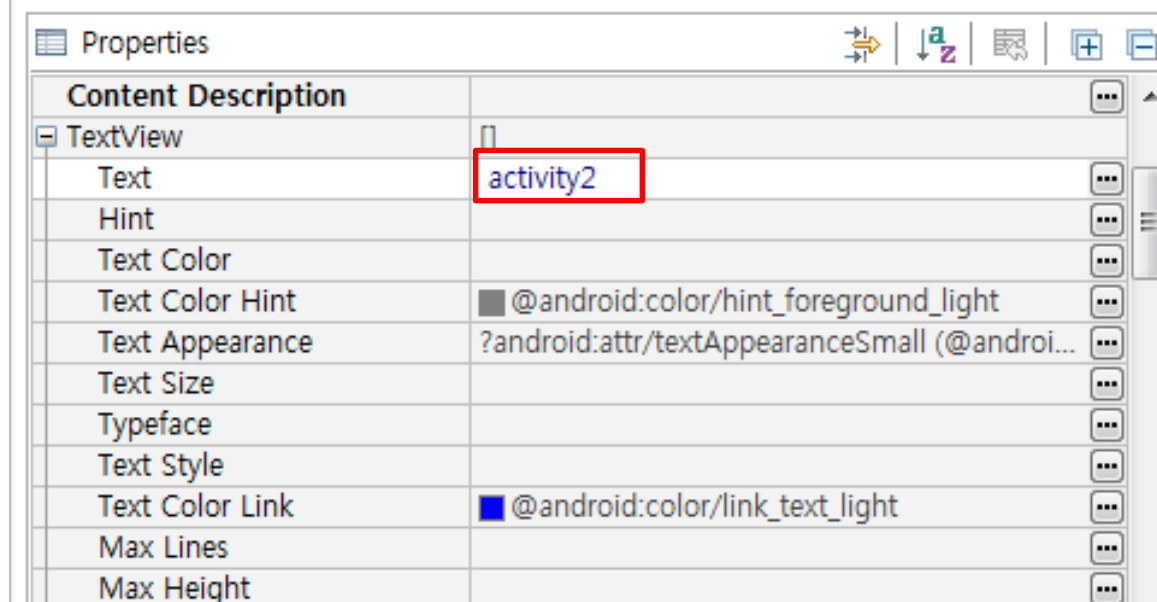 Properties
Content Description
TextView []
Text activity2
Hint
Text Color
Text Color Hint @android:color/hint_foreground_light
Text Appearance ?android:attr/textAppearanceSmall (@androi...
Text Size
Typeface
Text Style
Text Color Link @android:color/link_text_light
Max Lines
Max Height